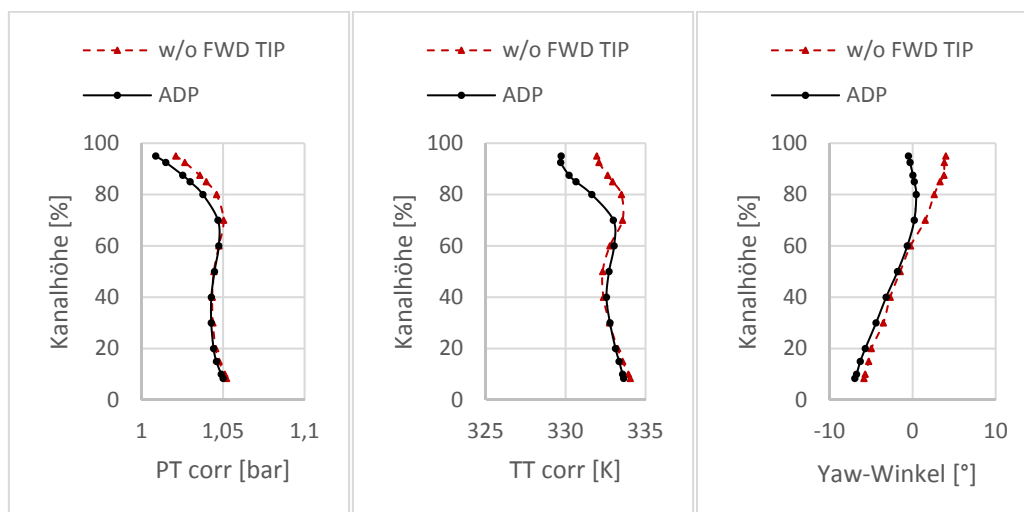 w/o FWD TIP
ADP
Kanalhöhe [%]
100
80
60
40
20
0
1
1,05
1,1
PT corr [bar]
w/o FWD TIP
ADP
Kanalhöhe [%]
100
80
60
40
20
0
325
330
335
TT corr [K]
w/o FWD TIP
ADP
Kanalhöhe [%]
100
80
60
40
20
0
-10
0
10
Yaw-Winkel [°]